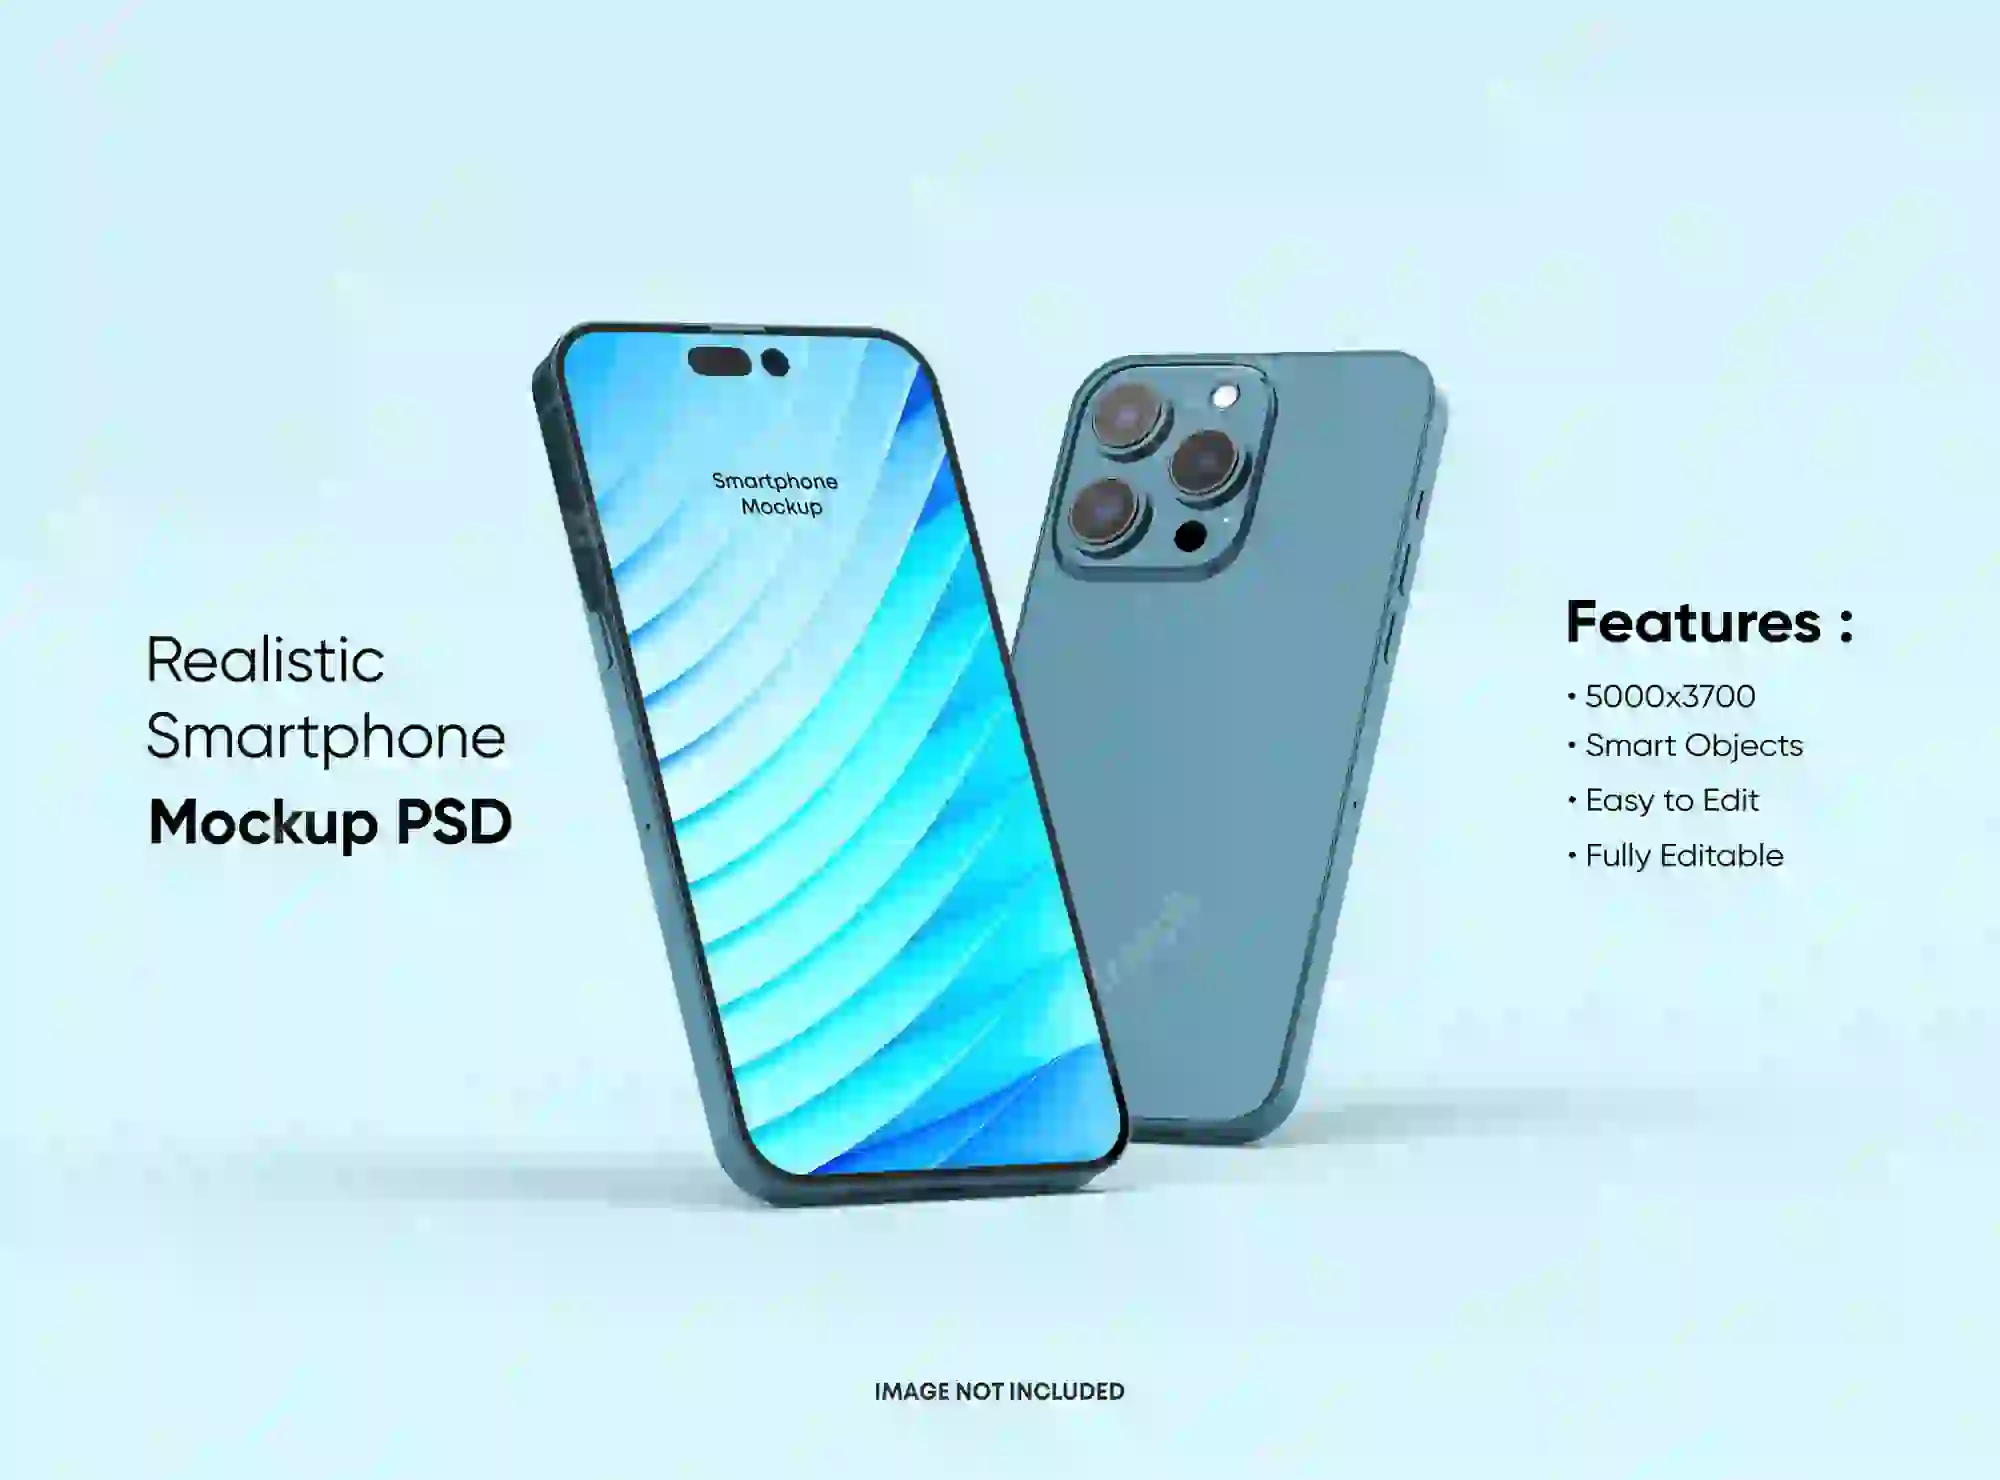 Realistic
Smartphone
Mockup PSD
Smartphone
Mockup
Features :
• 5000x3700
• Smart Objects
• Easy to Edit
• Fully Editable
IMAGE NOT INCLUDED